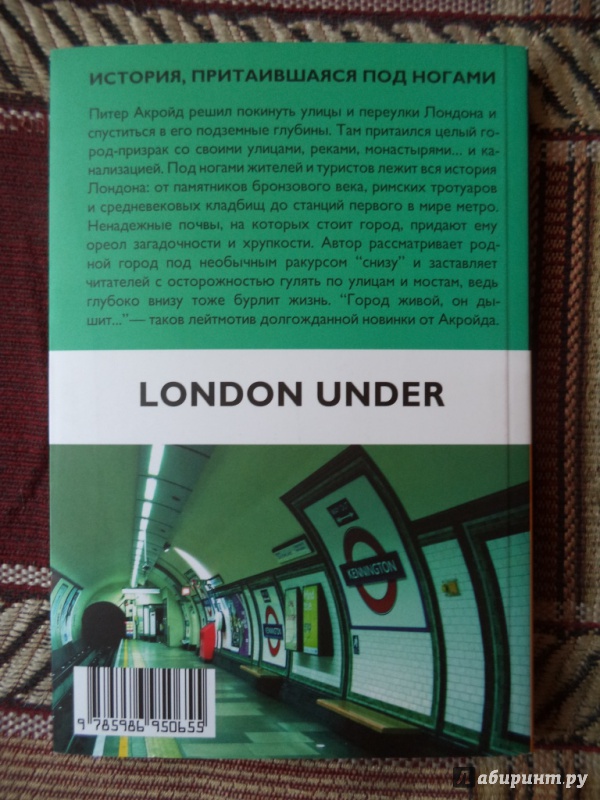 ИСТОРИЯ, ПРИТАИВШАЯСЯ ПОД НОГАМИ
Питер Акройд решил покинуть улицы и переулки Лондона и
спуститься в его подземные глубины. Там притаился целый го-
род-призрак со своими улицами, реками, монастырями... и ка-
нализацией. Под ногами жителей и туристов лежит вся история
Лондона: от памятников бронзового века, римских тротуаров
и средневековых кладбищ до станций первого в мире метро.
Ненадежные почвы, на которых стоит город, придают ему
ореол загадочности и хрупкости. Автор рассматривает род-
ной город под необычным ракурсом “снизу” и заставляет
читателей с осторожностью гулять по улицам и мостам, ведь
глубоко внизу тоже бурлит жизнь. “Город живой, он ды-
шит...”— таков лейтмотив долгожданной новинки от Акройда.
LONDON UNDER
KENNINGTON
9 785986 950655
Лабиринт.ру